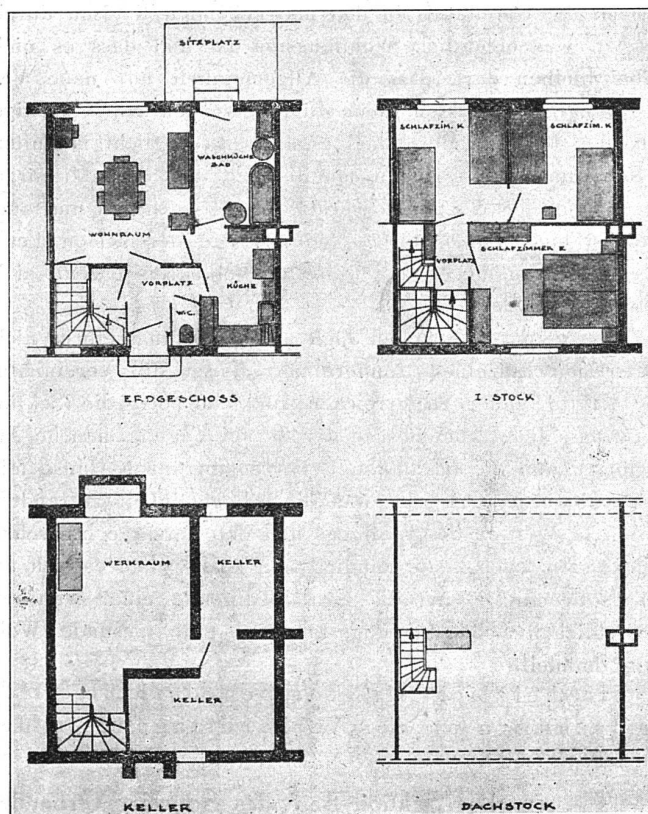 SITZPLATZ
WASCHKÜCHE
BAD
WOHNRAUM
VORPLATZ
KÜCHE
W.C.
ERDGESCHOSS
SCHLAFZIM. K
SCHLAFZIM. K
SCHLAFZIMMER E
VORPLATZ
I. STOCK
WERKRAUM
KELLER
KELLER
KELLER
DACHSTOCK